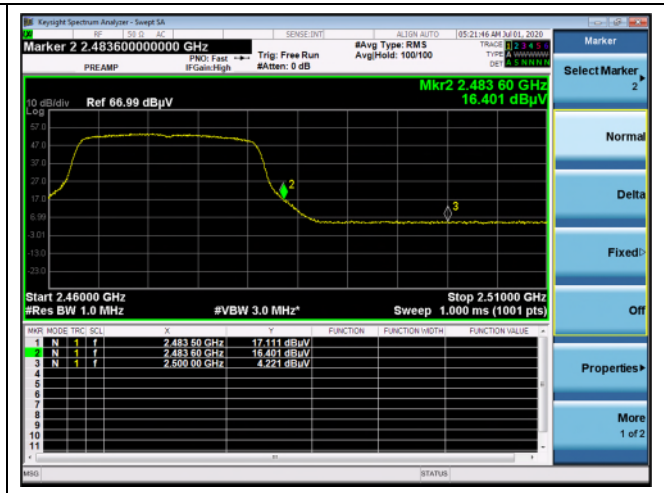 Keysight Spectrum Analyzer - Swept SA
RF 50 Ω AC SENSE:INT ALIGN AUTO 05:21:46 AM Jul 01, 2020
Marker 2 2.483600000000 GHz
PREAMP
PNO: Fast
IFGain:High
Trig: Free Run
#Atten: 0 dB
#Avg Type: RMS
Avg|Hold: 100/100
TRACE 1 2 3 4 5 6
TYPE A WWWWW
DET A S N N N N
Mkr2 2.483 60 GHz
16.401 dBµV
10 dB/div Ref 66.99 dBµV
Log
57.0
47.0
37.0
27.0
17.0
6.99
-3.01
-13.0
-23.0
2
3
Start 2.46000 GHz Stop 2.51000 GHz
#Res BW 1.0 MHz #VBW 3.0 MHz* Sweep 1.000 ms (1001 pts)
MKR MODE TRC SCL X Y FUNCTION FUNCTION WIDTH FUNCTION VALUE
1 N 1 f 2.483 50 GHz 17.111 dBµV
2 N 1 f 2.483 60 GHz 16.401 dBµV
3 N 1 f 2.500 00 GHz 4.221 dBµV
4
5
6
7
8
9
10
11
MSG STATUS
Marker
Select Marker
2
Normal
Delta
Fixed
Off
Properties
More
1 of 2